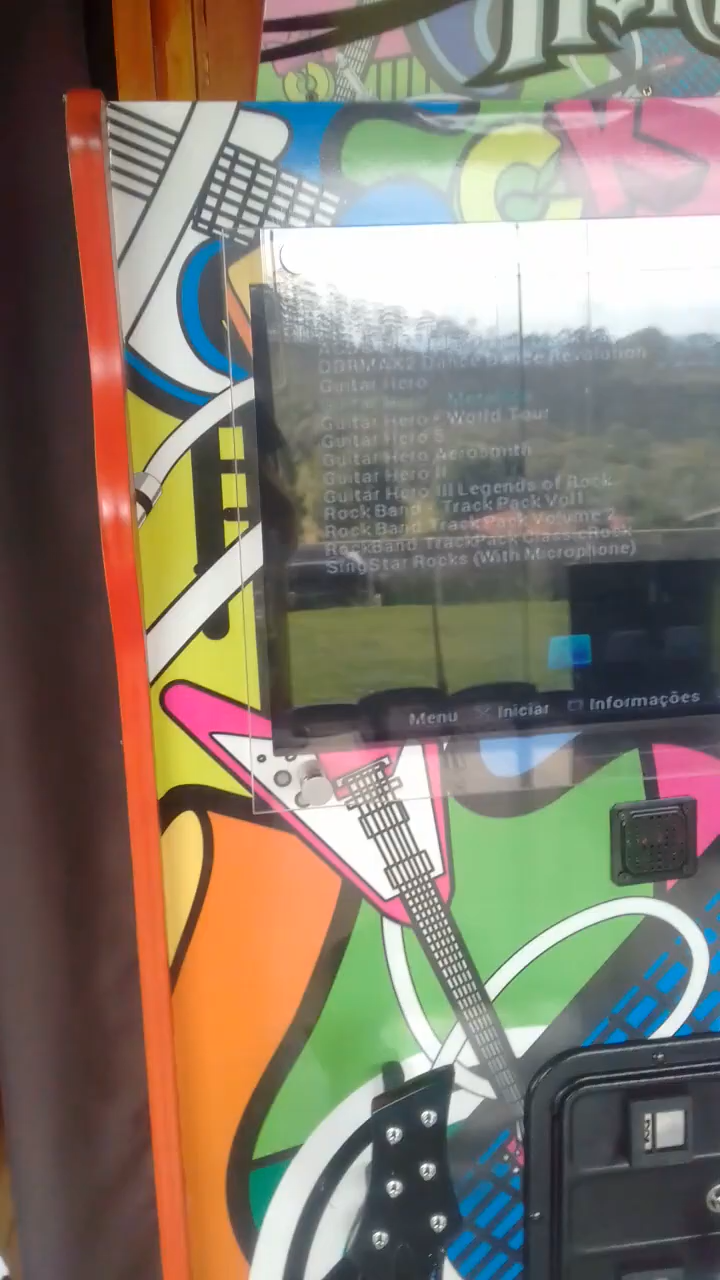 DDRMAX2 Dance Dance Revolution
Guitar Hero
Metallica
Guitar Hero - World Tour
Guitar Hero 5
Guitar Hero Aerosmith
Guitar Hero II
Guitar Hero III Legends of Rock
Rock Band - Track Pack Vol1
Rock Band Track Pack Volume 2
RockBand TrackPack ClassicRock
SingStar Rocks (With Microphone)
Menu Iniciar Informações